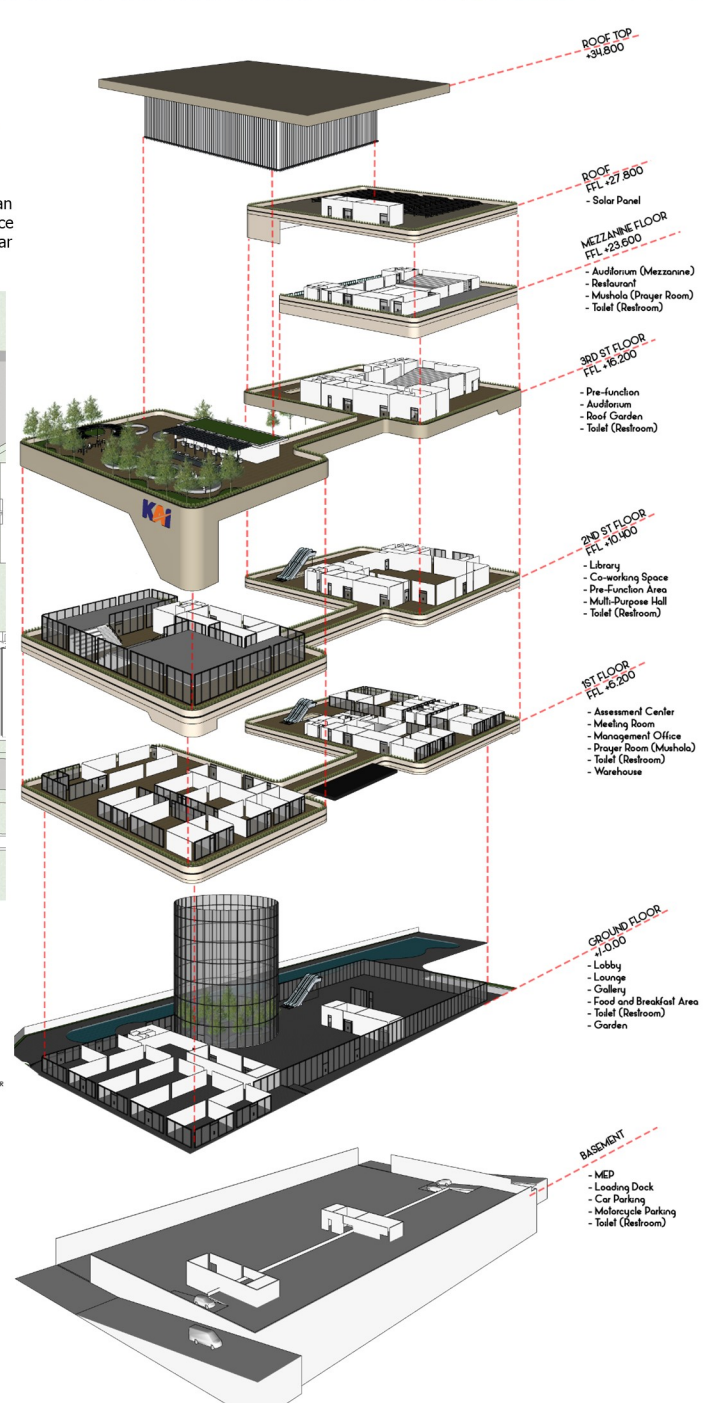 ROOF TOP
+34.800
an
ce
ar
ROOF
FFL +27.800
- Solar Panel
MEZZANINE FLOOR
FFL +23.600
- Auditorium (Mezzanine)
- Restaurant
- Mushola (Prayer Room)
- Toilet (Restroom)
3RD ST FLOOR
FFL +16.200
- Pre-function
- Auditorium
- Roof Garden
- Toilet (Restroom)
KAi
2ND ST FLOOR
FFL +10.400
- Library
- Co-working Space
- Pre-Function Area
- Multi-Purpose Hall
- Toilet (Restroom)
1ST FLOOR
FFL +6.200
- Assessment Center
- Meeting Room
- Management Office
- Prayer Room (Mushola)
- Toilet (Restroom)
- Warehouse
GROUND FLOOR
+/-0.00
- Lobby
- Lounge
- Gallery
- Food and Breakfast Area
- Toilet (Restroom)
- Garden
R
BASEMENT
- MEP
- Loading Dock
- Car Parking
- Motorcycle Parking
- Toilet (Restroom)